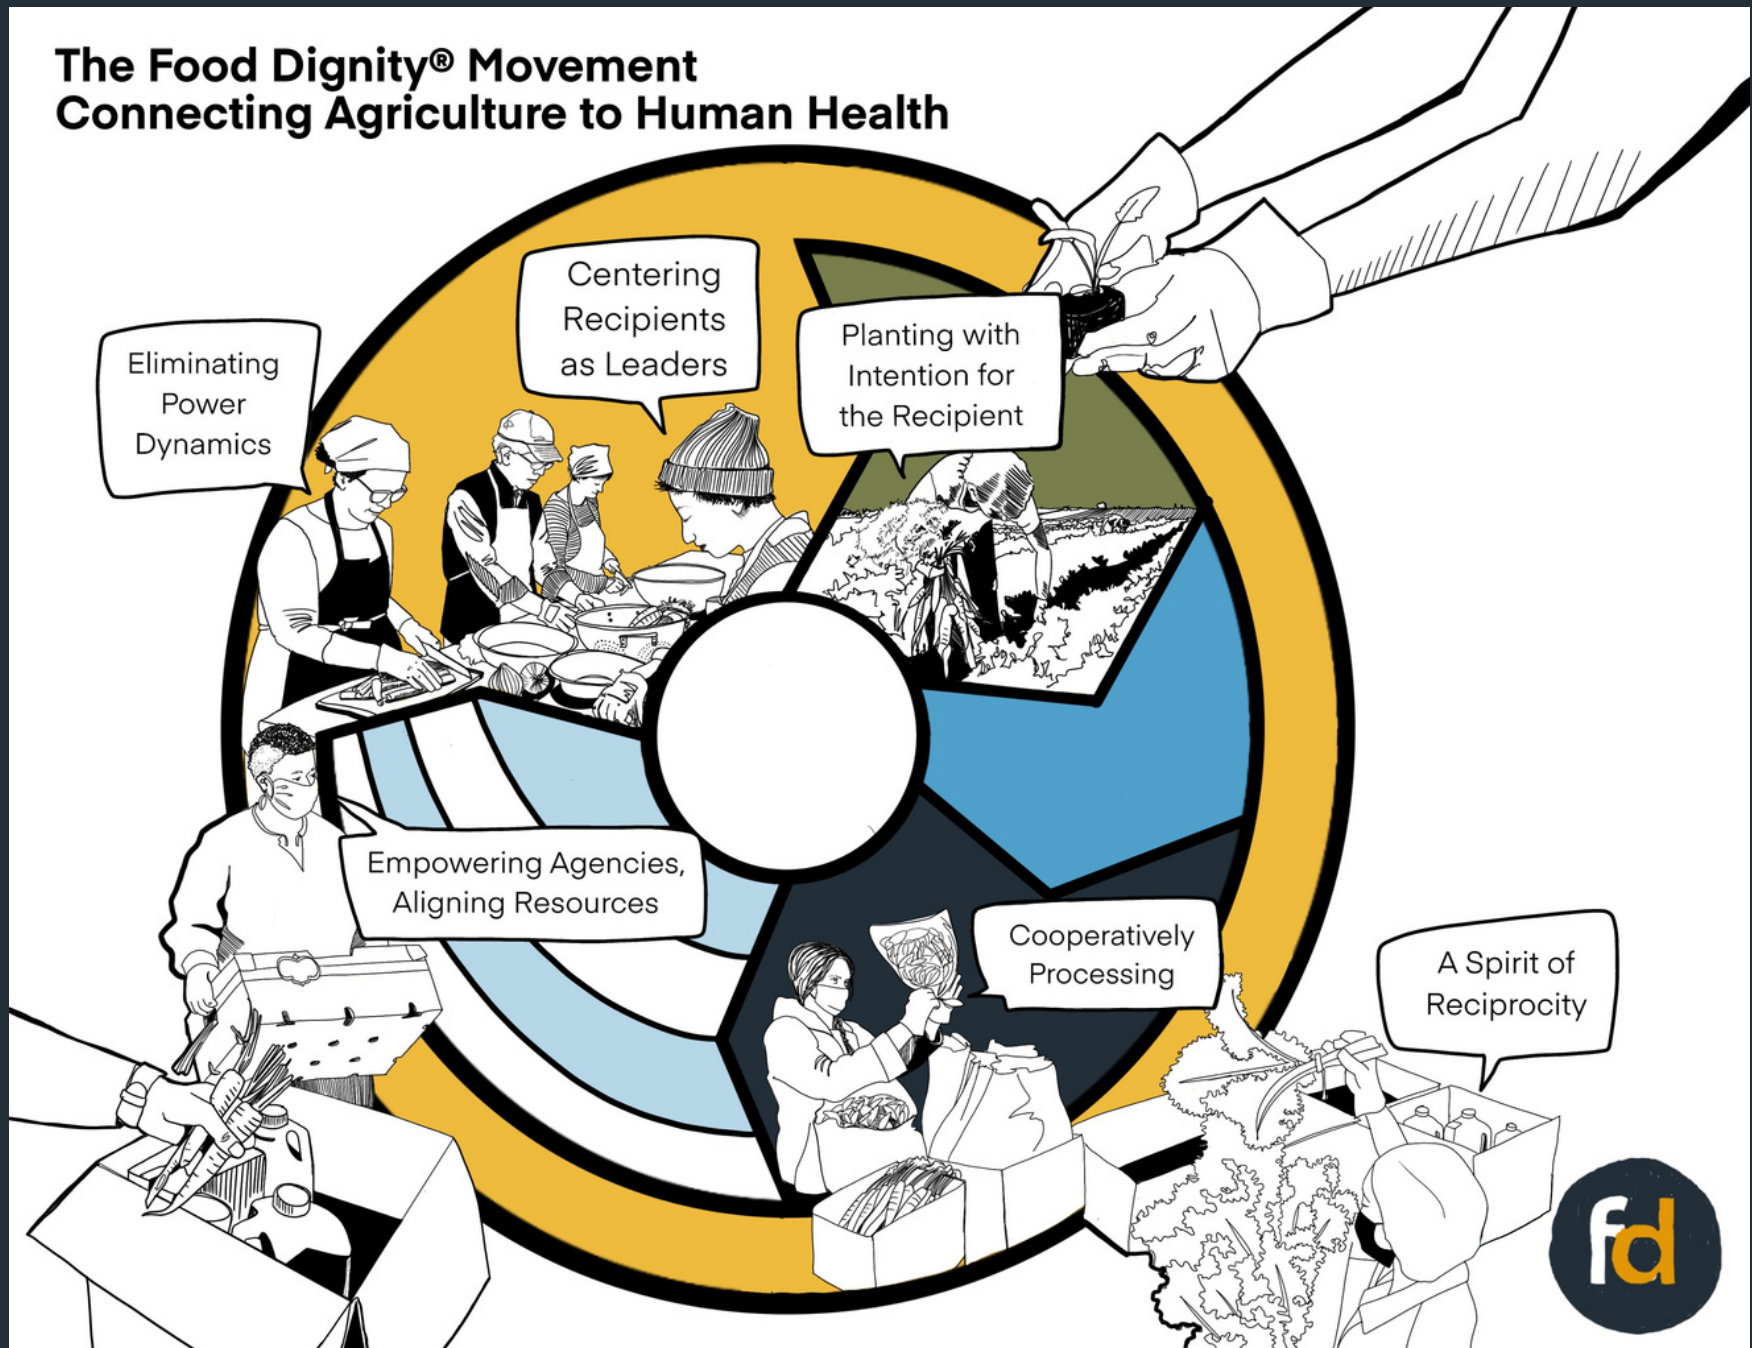 The Food Dignity® Movement
Connecting Agriculture to Human Health
Eliminating
Power
Dynamics
Centering
Recipients
as Leaders
Planting with
Intention for
the Recipient
Empowering Agencies,
Aligning Resources
Cooperatively
Processing
A Spirit of
Reciprocity
fd